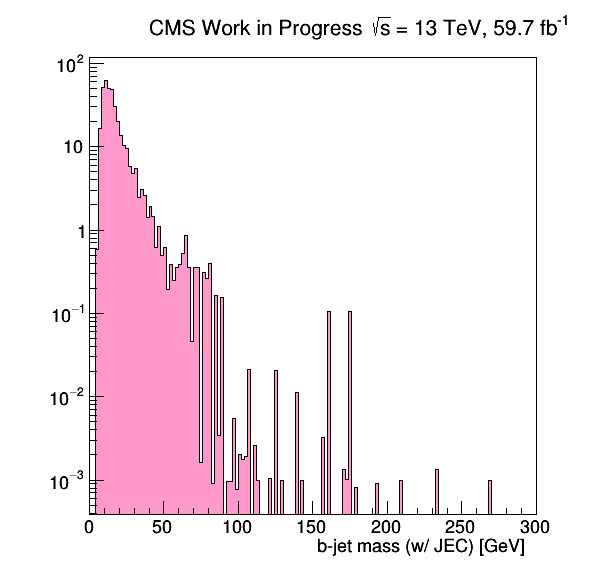 CMS Work in Progress √s = 13 TeV, 59.7 fb⁻¹
10²
10
1
10⁻¹
10⁻²
10⁻³
0 50 100 150 200 250 300
b-jet mass (w/ JEC) [GeV]